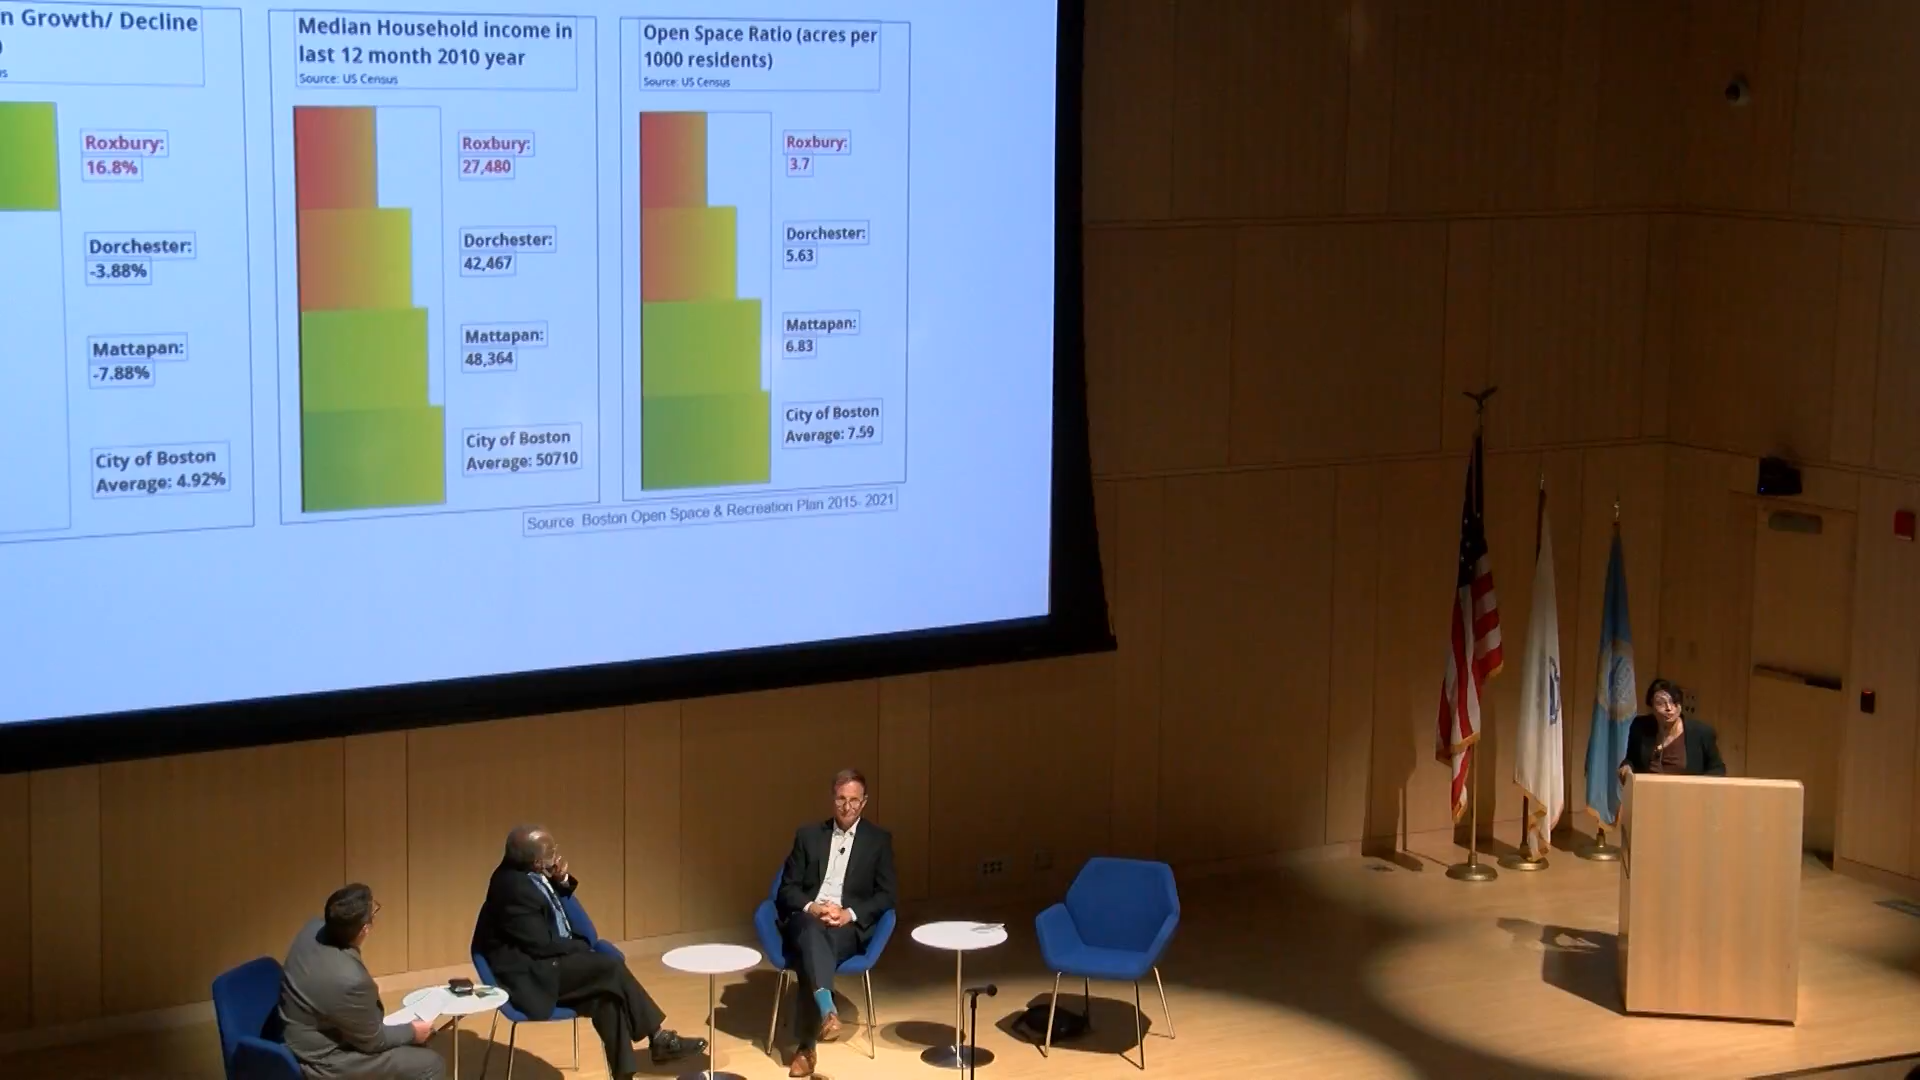 n Growth/ Decline
)
s
Roxbury:
16.8%
Dorchester:
-3.88%
Mattapan:
-7.88%
City of Boston
Average: 4.92%
Median Household income in
last 12 month 2010 year
Source: US Census
Roxbury:
27,480
Dorchester:
42,467
Mattapan:
48,364
City of Boston
Average: 50710
Open Space Ratio (acres per
1000 residents)
Source: US Census
Roxbury:
3.7
Dorchester:
5.63
Mattapan:
6.83
City of Boston
Average: 7.59
Source: Boston Open Space & Recreation Plan 2015- 2021